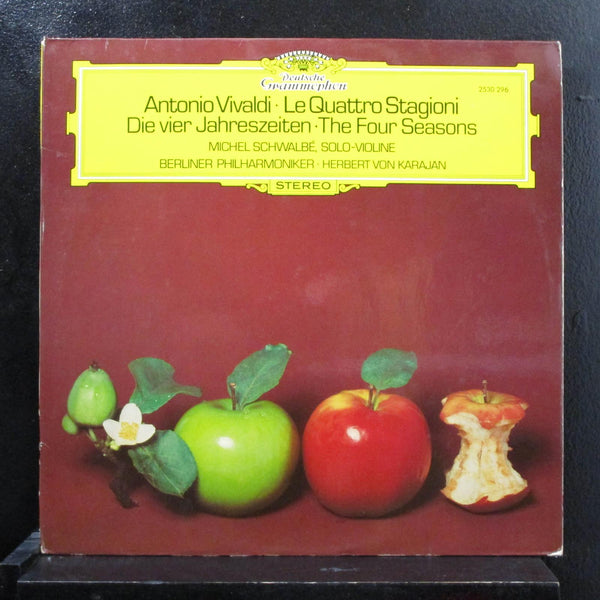 Deutsche
Grammophon
2530 296
Antonio Vivaldi · Le Quattro Stagioni
Die vier Jahreszeiten · The Four Seasons
MICHEL SCHWALBÉ, SOLO-VIOLINE
BERLINER PHILHARMONIKER · HERBERT VON KARAJAN
STEREO